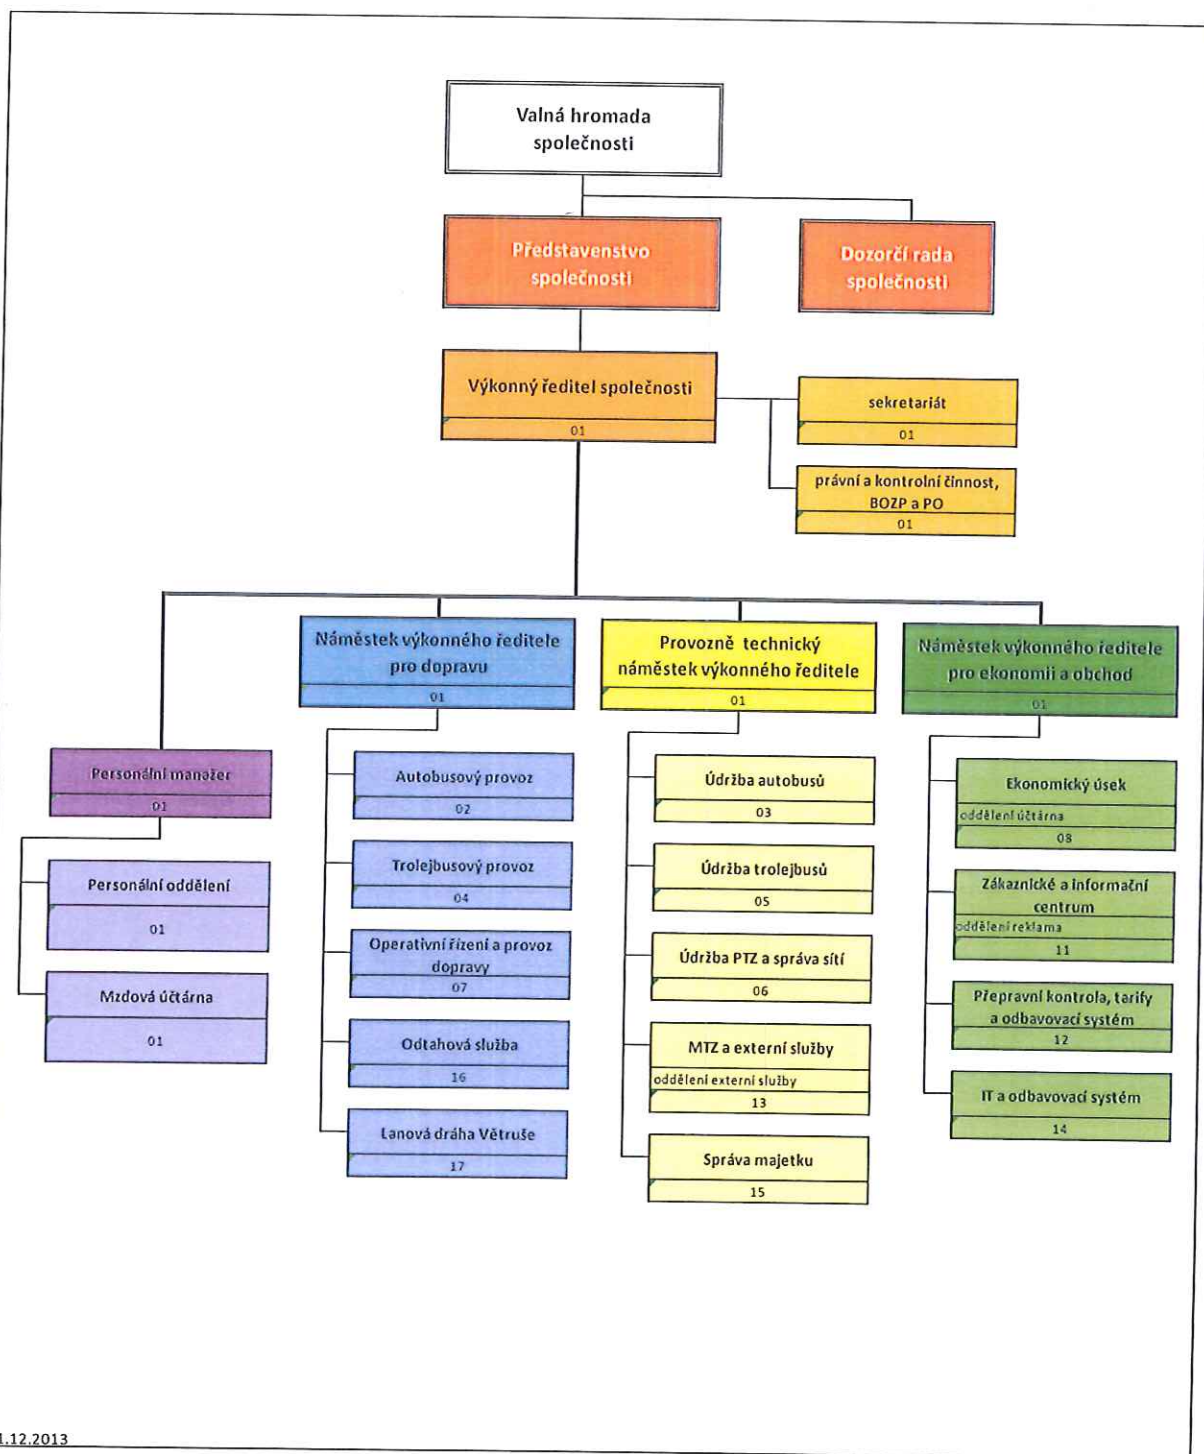 Valná hromada
společnosti
Představenstvo
společnosti
Dozorčí rada
společnosti
Výkonný ředitel společnosti
01
sekretariát
01
právní a kontrolní činnost,
BOZP a PO
01
Náměstek výkonného ředitele
pro dopravu
01
Provozně technický
náměstek výkonného ředitele
01
Náměstek výkonného ředitele
pro ekonomii a obchod
01
Personální manažer
01
Personální oddělení
01
Mzdová účtárna
01
Autobusový provoz
02
Trolejbusový provoz
04
Operativní řízení a provoz
dopravy
07
Odtahová služba
16
Lanová dráha Větruše
17
Údržba autobusů
03
Údržba trolejbusů
05
Údržba PTZ a správa sítí
06
MTZ a externí služby
oddělení externí služby
13
Správa majetku
15
Ekonomický úsek
oddělení účtárna
08
Zákaznické a informační
centrum
oddělení reklama
11
Přepravní kontrola, tarify
a odbavovací systém
12
IT a odbavovací systém
14
1.12.2013